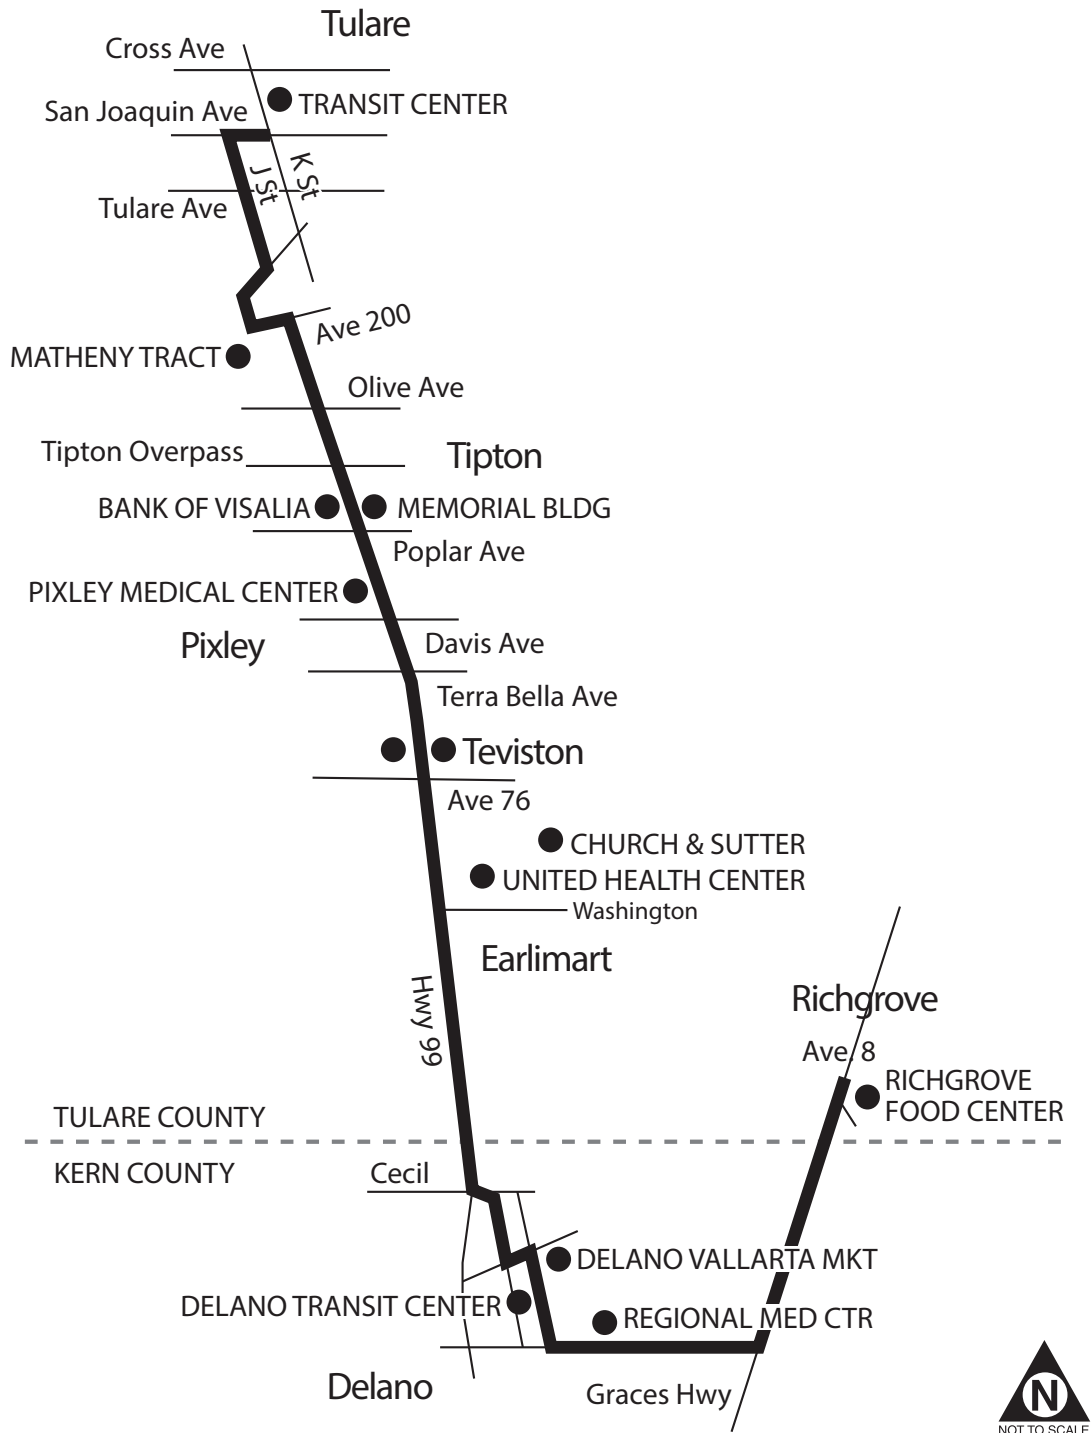 Tulare
Cross Ave
TRANSIT CENTER
San Joaquin Ave
K St
J St
Tulare Ave
Ave 200
MATHENY TRACT
Olive Ave
Tipton Overpass
Tipton
BANK OF VISALIA
MEMORIAL BLDG
Poplar Ave
PIXLEY MEDICAL CENTER
Pixley
Davis Ave
Terra Bella Ave
Teviston
Ave 76
CHURCH & SUTTER
UNITED HEALTH CENTER
Washington
Earlimart
Hwy 99
Richgrove
Ave. 8
RICHGROVE
FOOD CENTER
TULARE COUNTY
KERN COUNTY
Cecil
DELANO VALLARTA MKT
DELANO TRANSIT CENTER
REGIONAL MED CTR
Delano
Graces Hwy
N
NOT TO SCALE